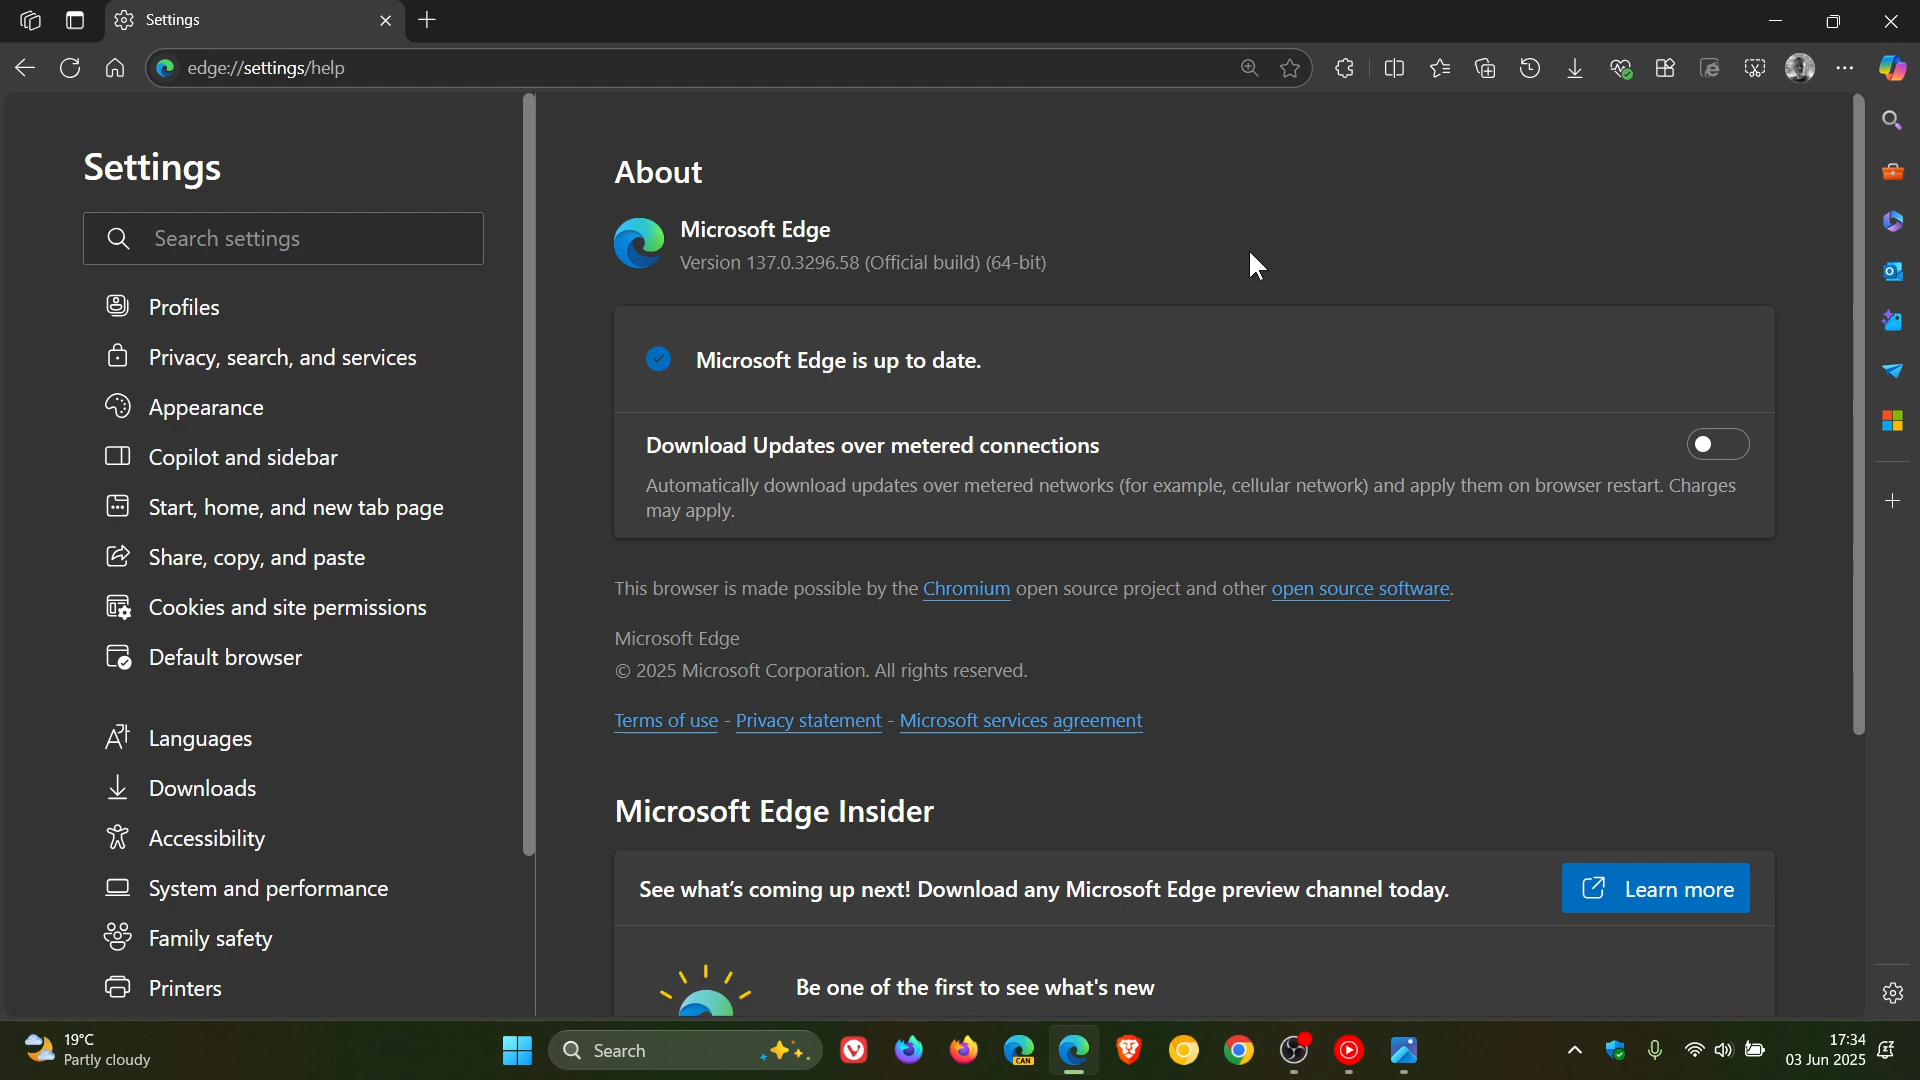 Settings
edge://settings/help
Settings
Search settings
Profiles
Privacy, search, and services
Appearance
Copilot and sidebar
Start, home, and new tab page
Share, copy, and paste
Cookies and site permissions
Default browser
Languages
Downloads
Accessibility
System and performance
Family safety
Printers
About
Microsoft Edge
Version 137.0.3296.58 (Official build) (64-bit)
Microsoft Edge is up to date.
Download Updates over metered connections
Automatically download updates over metered networks (for example, cellular network) and apply them on browser restart. Charges
may apply.
This browser is made possible by the Chromium open source project and other open source software.
Microsoft Edge
© 2025 Microsoft Corporation. All rights reserved.
Terms of use - Privacy statement - Microsoft services agreement
Microsoft Edge Insider
See what's coming up next! Download any Microsoft Edge preview channel today.
Learn more
Be one of the first to see what's new
19°C
Partly cloudy
Search
CAN
17:34
03 Jun 2025